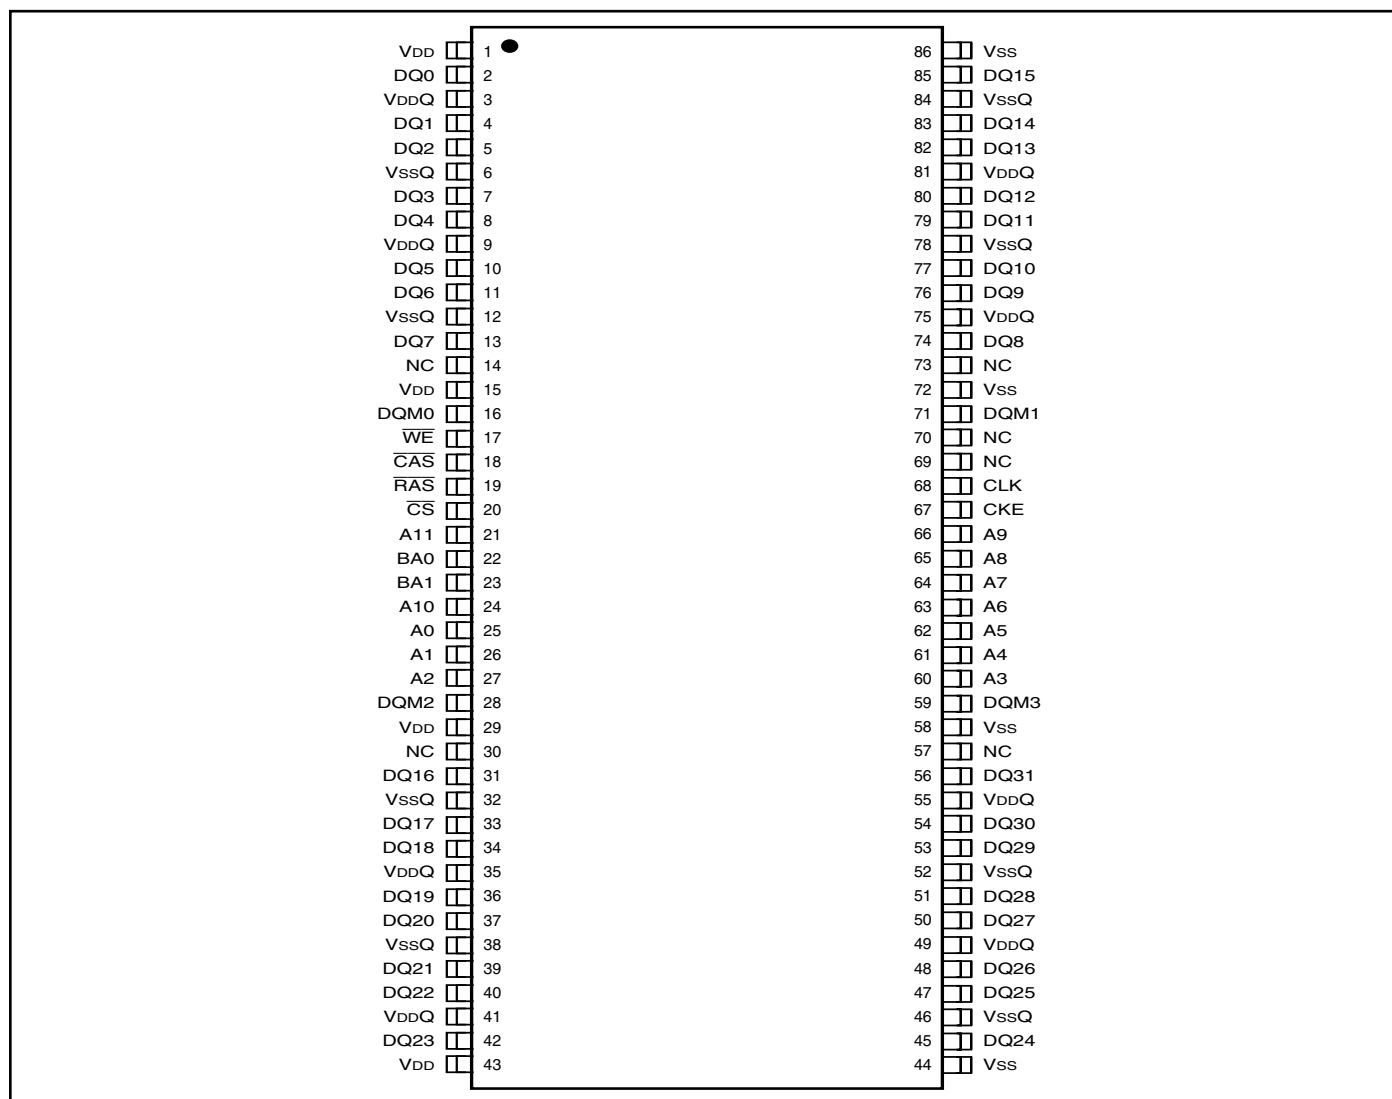 VDD 1 86 VSS
DQ0 2 85 DQ15
VDDQ 3 84 VSSQ
DQ1 4 83 DQ14
DQ2 5 82 DQ13
VSSQ 6 81 VDDQ
DQ3 7 80 DQ12
DQ4 8 79 DQ11
VDDQ 9 78 VSSQ
DQ5 10 77 DQ10
DQ6 11 76 DQ9
VSSQ 12 75 VDDQ
DQ7 13 74 DQ8
NC 14 73 NC
VDD 15 72 VSS
DQM0 16 71 DQM1
W̅E̅ 17 70 NC
C̅A̅S̅ 18 69 NC
R̅A̅S̅ 19 68 CLK
C̅S̅ 20 67 CKE
A11 21 66 A9
BA0 22 65 A8
BA1 23 64 A7
A10 24 63 A6
A0 25 62 A5
A1 26 61 A4
A2 27 60 A3
DQM2 28 59 DQM3
VDD 29 58 VSS
NC 30 57 NC
DQ16 31 56 DQ31
VSSQ 32 55 VDDQ
DQ17 33 54 DQ30
DQ18 34 53 DQ29
VDDQ 35 52 VSSQ
DQ19 36 51 DQ28
DQ20 37 50 DQ27
VSSQ 38 49 VDDQ
DQ21 39 48 DQ26
DQ22 40 47 DQ25
VDDQ 41 46 VSSQ
DQ23 42 45 DQ24
VDD 43 44 VSS